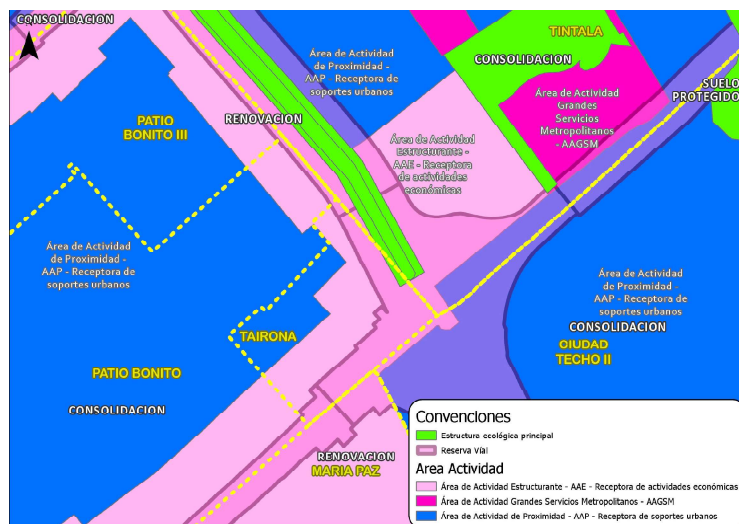 CONSOLIDACION
TINTALA
CONSOLIDACION
Área de Actividad
de Proximidad -
AAP - Receptora de
soportes urbanos
SUELO
PROTEGIDO
Área de Actividad
Grandes
Servicios
Metropolitanos
- AAGSM
PATIO
BONITO III
RENOVACION
Área de Actividad
Estructurante -
AAE - Receptora
de actividades
económicas
Área de Actividad
de Proximidad -
AAP - Receptora de
soportes urbanos
Área de Actividad
de Proximidad -
AAP - Receptora de
soportes urbanos
CONSOLIDACION
CIUDAD
TECHO II
TAIRONA
PATIO BONITO
CONSOLIDACION
RENOVACION
MARIA PAZ
Convenciones
Estructura ecológica principal
Reserva Víal
Area Actividad
Área de Actividad Estructurante - AAE - Receptora de actividades económicas
Área de Actividad Grandes Servicios Metropolitanos - AAGSM
Área de Actividad de Proximidad - AAP - Receptora de soportes urbanos